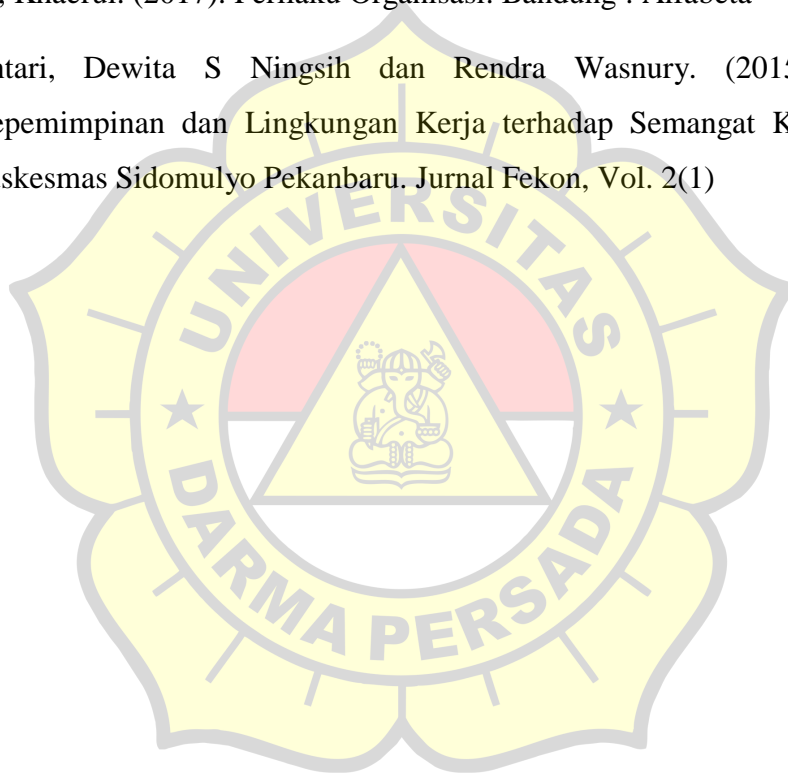 Khaerul. (2017). Perilaku Organisasi. Bandung : Alfabeta
ntari, Dewita S Ningsih dan Rendra Wasnury. (2015
epemimpinan dan Lingkungan Kerja terhadap Semangat K
skesmas Sidomulyo Pekanbaru. Jurnal Fekon, Vol. 2(1)
UNIVERSITAS
DARMA PERSADA